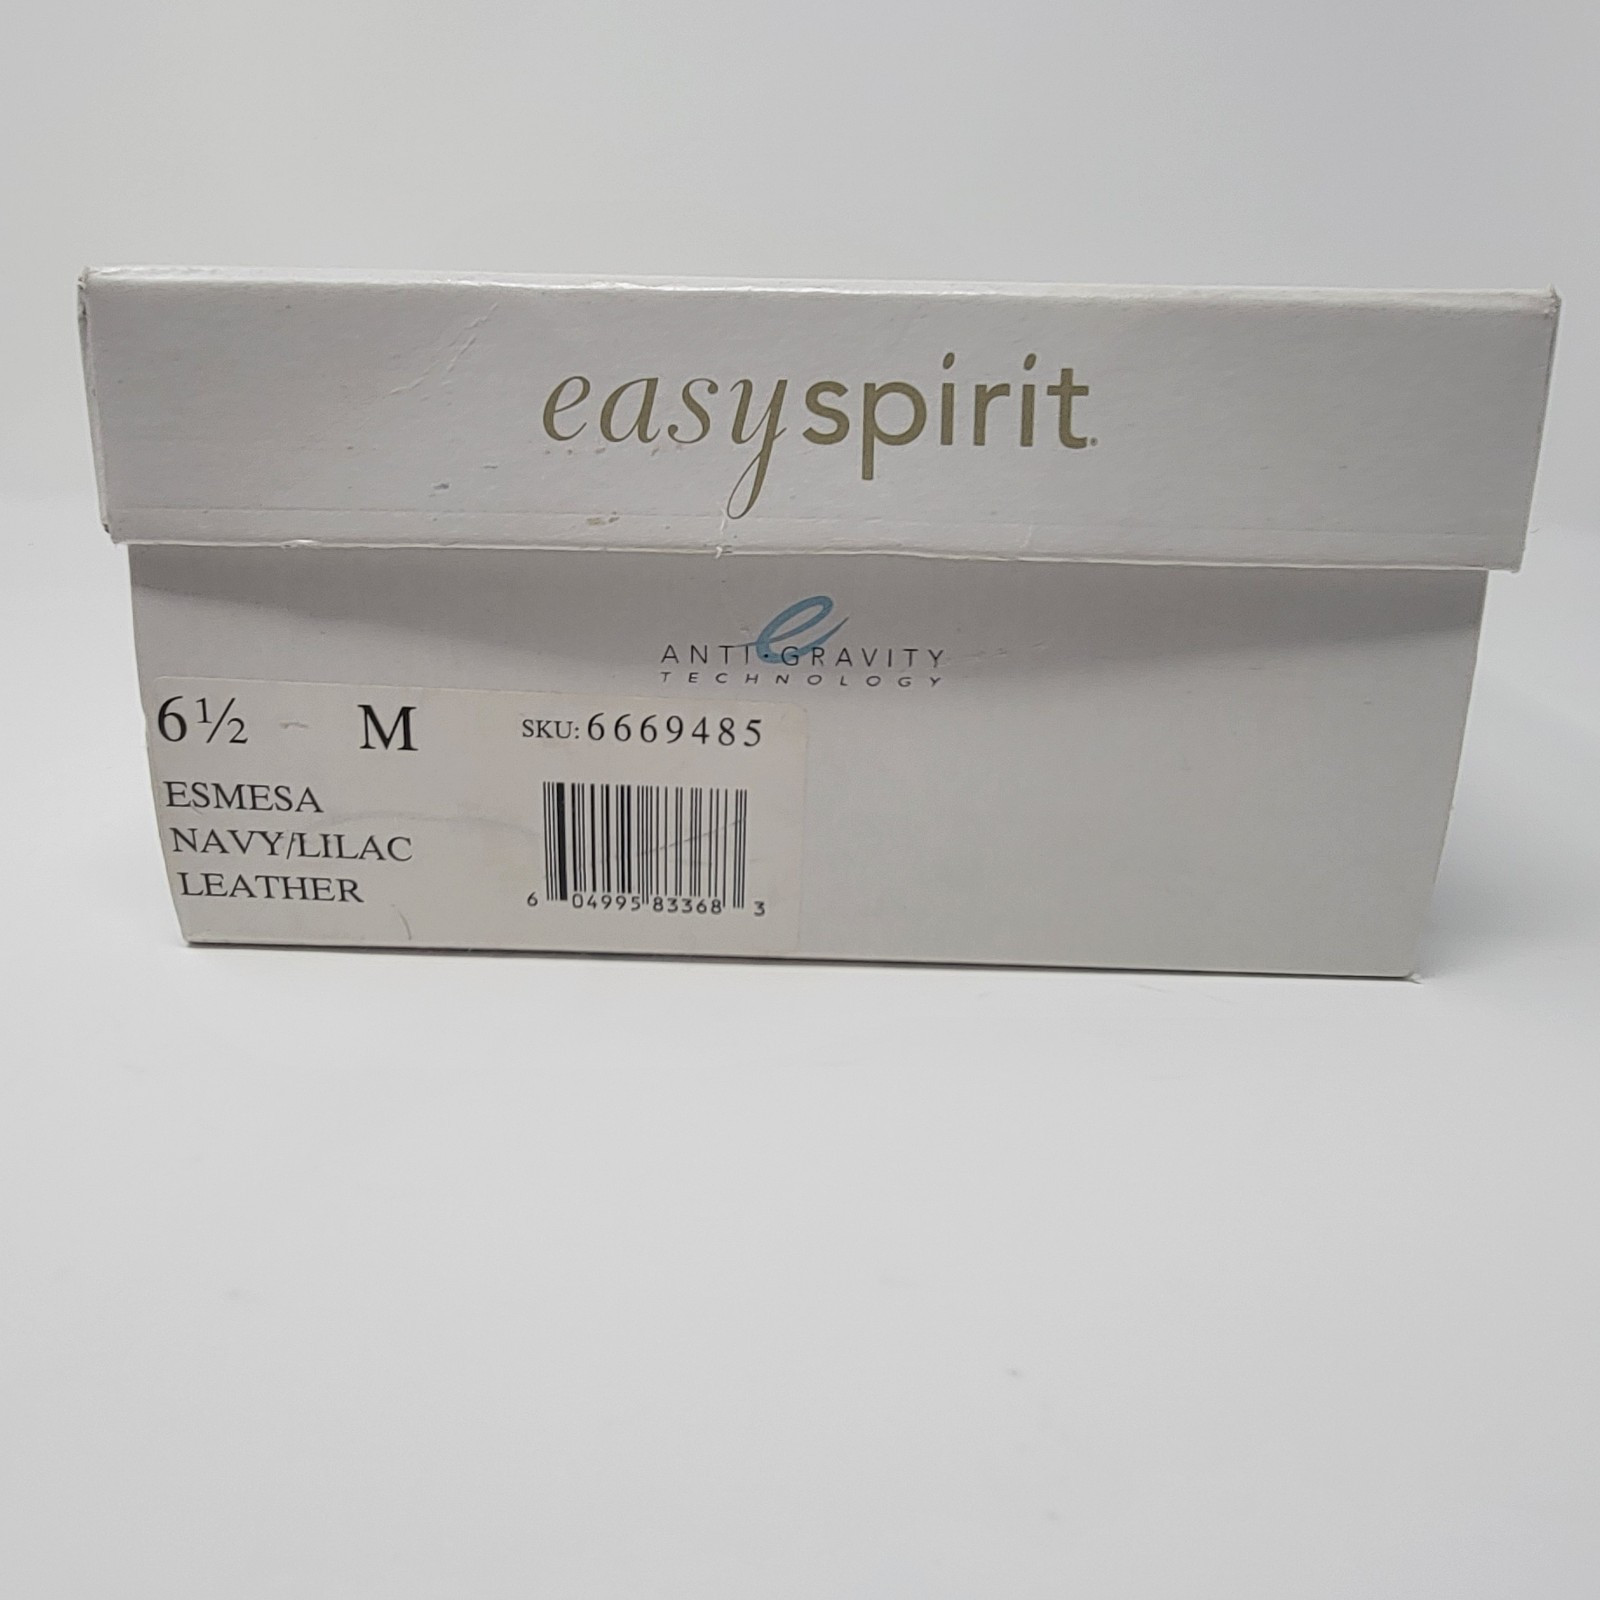 easyspirit.
ANTI·GRAVITY
TECHNOLOGY
6½ M SKU: 6669485
ESMESA
NAVY/LILAC
LEATHER
6 04995 83368 3